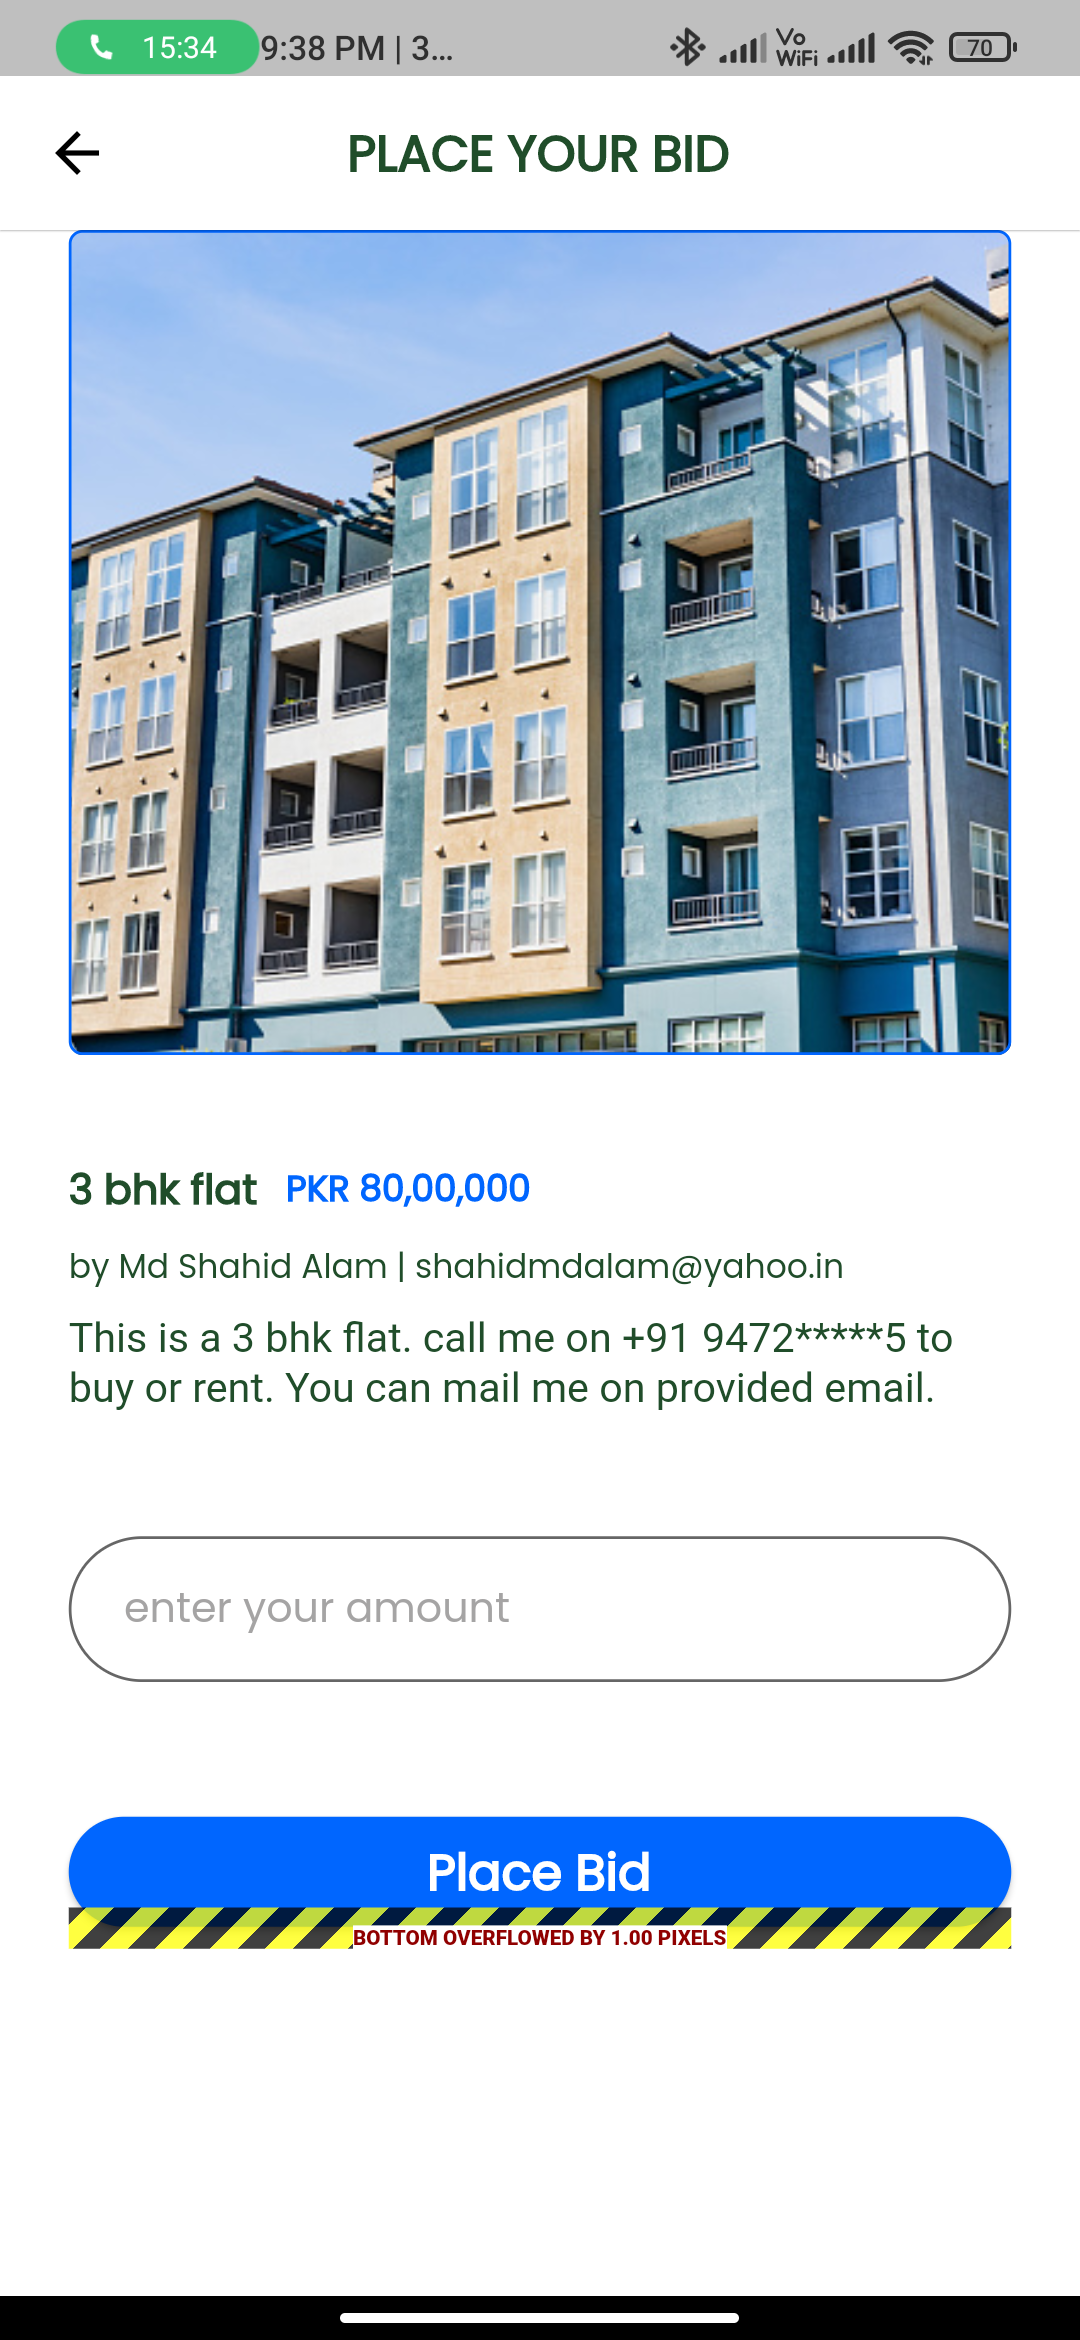 15:34 9:38 PM | 3... Vo WiFi 70
PLACE YOUR BID
3 bhk flat PKR 80,00,000
by Md Shahid Alam | shahidmdalam@yahoo.in
This is a 3 bhk flat. call me on +91 9472*****5 to
buy or rent. You can mail me on provided email.
enter your amount
Place Bid
BOTTOM OVERFLOWED BY 1.00 PIXELS